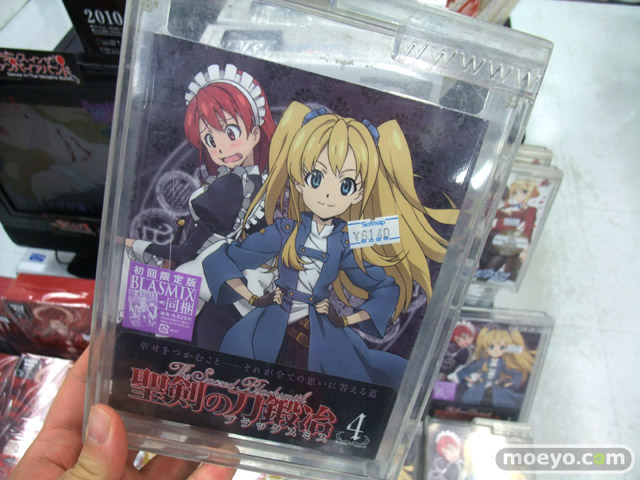 2010
Sofmap
¥6140
初回限定版
BLASMIX
同梱
幸せをつかむこと――それが全ての思いに答える道
The Sacred Blacksmith
聖剣の刀鍛冶
ブラックスミス
4
moeyo.com